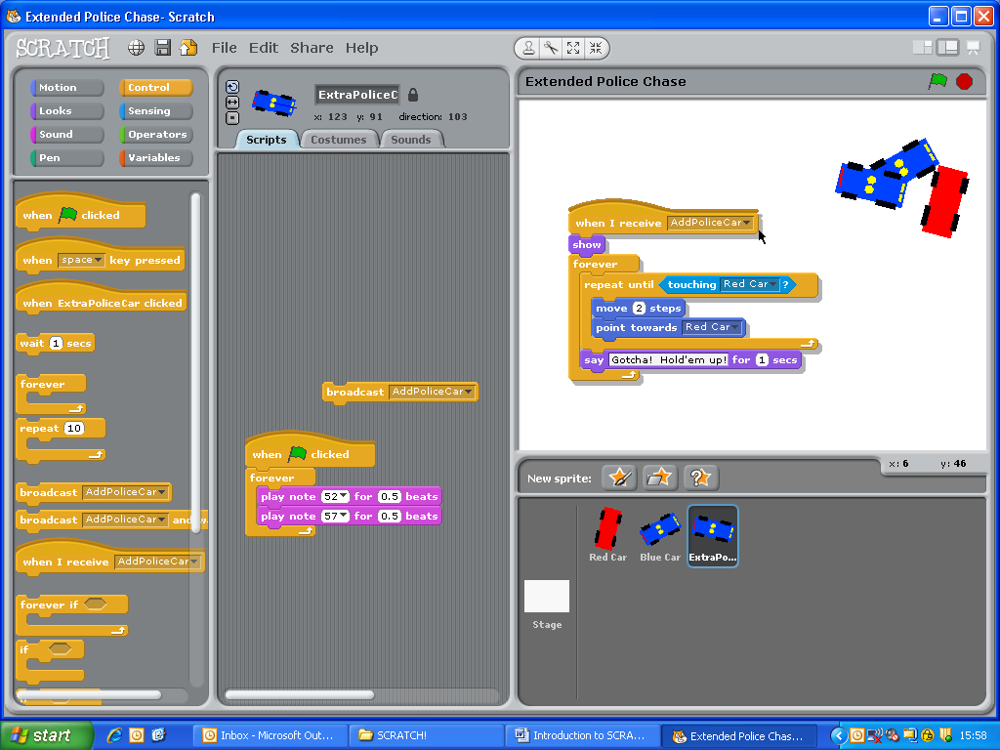 Extended Police Chase- Scratch
SCRATCH File Edit Share Help
Motion Control
Looks Sensing
Sound Operators
Pen Variables
when clicked
when space key pressed
when ExtraPoliceCar clicked
wait 1 secs
forever
repeat 10
broadcast AddPoliceCar
broadcast AddPoliceCar and w
when I receive AddPoliceCar
forever if
if
ExtraPoliceC
x: 123 y: 91 direction: 103
Scripts Costumes Sounds
broadcast AddPoliceCar
when clicked
forever
play note 52 for 0.5 beats
play note 57 for 0.5 beats
Extended Police Chase
when I receive AddPoliceCar
show
forever
repeat until touching Red Car ?
move 2 steps
point towards Red Car
say Gotcha! Hold'em up! for 1 secs
x: 6 y: 46
New sprite:
Red Car Blue Car ExtraPo...
Stage
start Inbox - Microsoft Out... SCRATCH! Introduction to SCRA... Extended Police Chas... 15:58